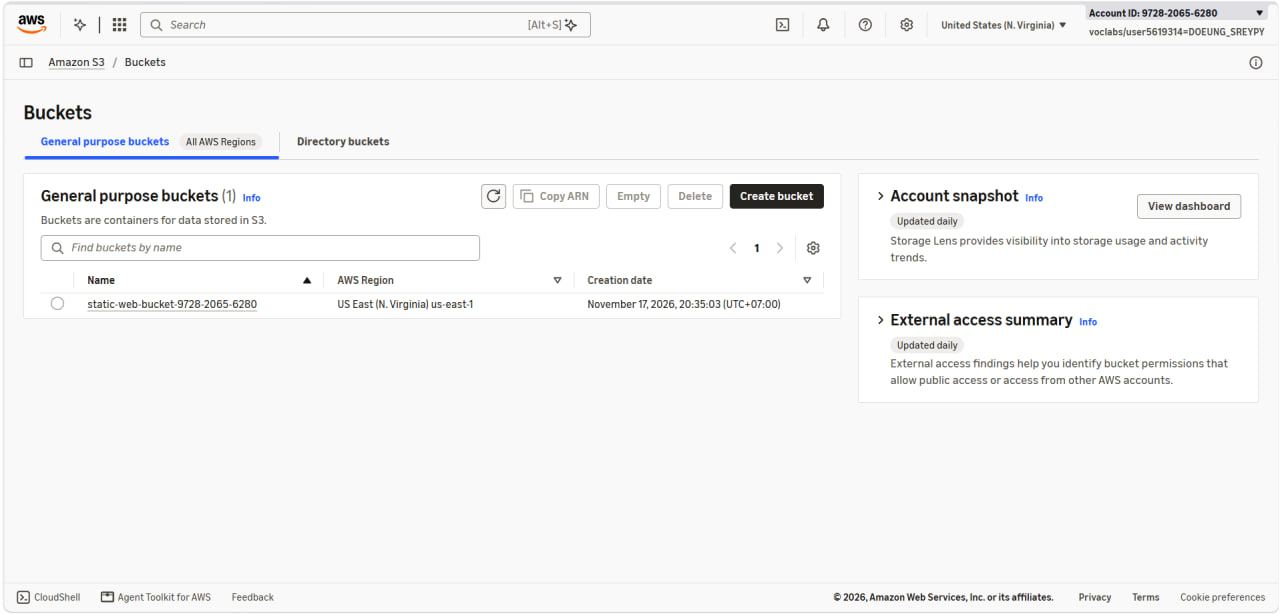 aws
Search [Alt+S]
United States (N. Virginia)
Account ID: 9728-2065-6280
voclabs/user5619314=DOEUNG_SREYPY
Amazon S3 / Buckets
Buckets
General purpose buckets All AWS Regions
Directory buckets
General purpose buckets (1) Info
Copy ARN
Empty
Delete
Create bucket
Buckets are containers for data stored in S3.
Find buckets by name
1
Name AWS Region Creation date
static-web-bucket-9728-2065-6280 US East (N. Virginia) us-east-1 November 17, 2026, 20:35:03 (UTC+07:00)
Account snapshot Info
View dashboard
Updated daily
Storage Lens provides visibility into storage usage and activity
trends.
External access summary Info
Updated daily
External access findings help you identify bucket permissions that
allow public access or access from other AWS accounts.
CloudShell Agent Toolkit for AWS Feedback © 2026, Amazon Web Services, Inc. or its affiliates. Privacy Terms Cookie preferences